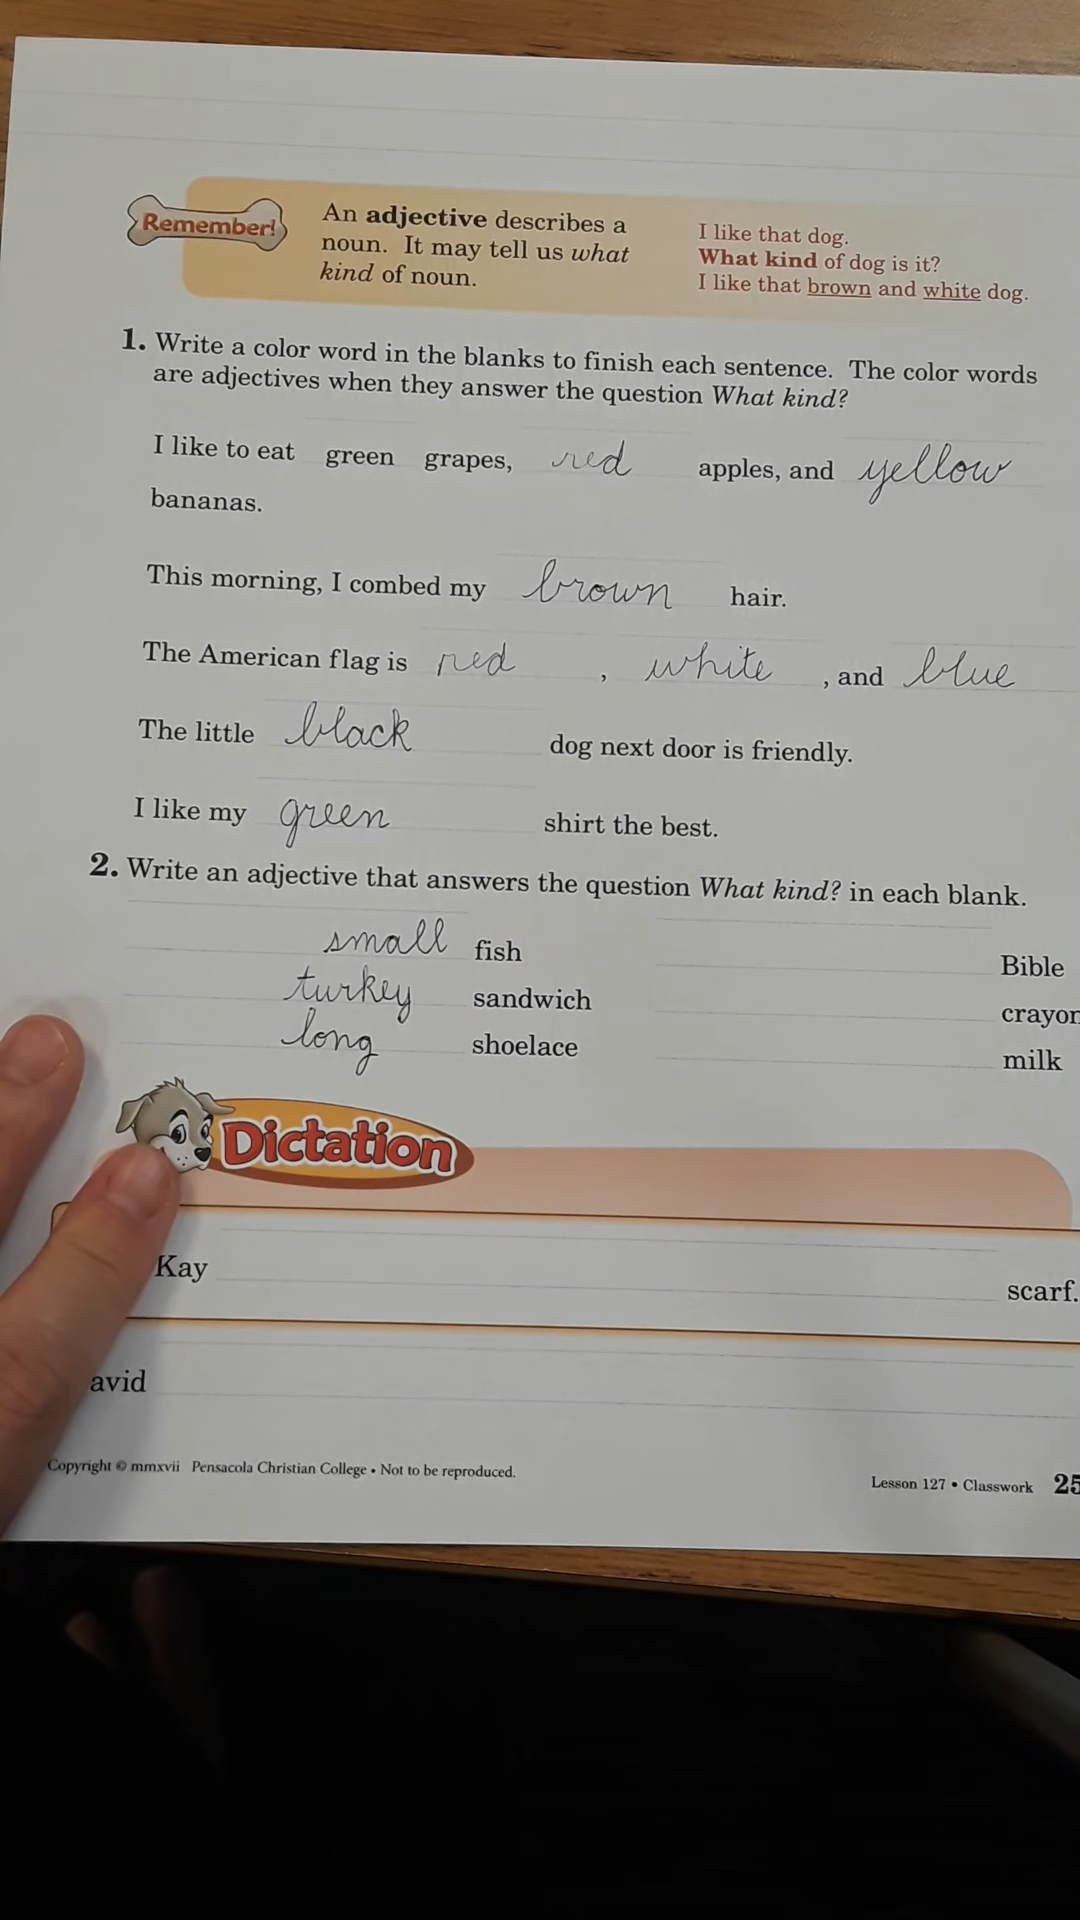 Remember!
An adjective describes a
noun. It may tell us what
kind of noun.
I like that dog.
What kind of dog is it?
I like that brown and white dog.
1. Write a color word in the blanks to finish each sentence. The color words
are adjectives when they answer the question What kind?
I like to eat green grapes, red apples, and yellow
bananas.
This morning, I combed my brown hair.
The American flag is red , white , and blue
The little black dog next door is friendly.
I like my green shirt the best.
2. Write an adjective that answers the question What kind? in each blank.
small fish
turkey sandwich
long shoelace
Bible
crayon
milk
Dictation
Kay scarf.
avid
Copyright © mmxvii Pensacola Christian College • Not to be reproduced.
Lesson 127 • Classwork 25